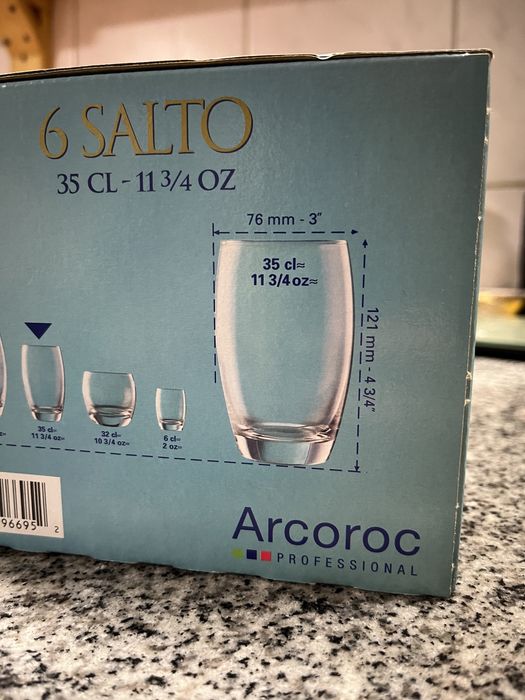 6 SALTO
35 CL - 11 3/4 OZ
76 mm - 3"
35 cl≈
11 3/4 oz≈
121 mm - 4 3/4"
35 cl≈
11 3/4 oz≈
32 cl≈
10 3/4 oz≈
6 cl≈
2 oz≈
96695 2
Arcoroc
PROFESSIONAL